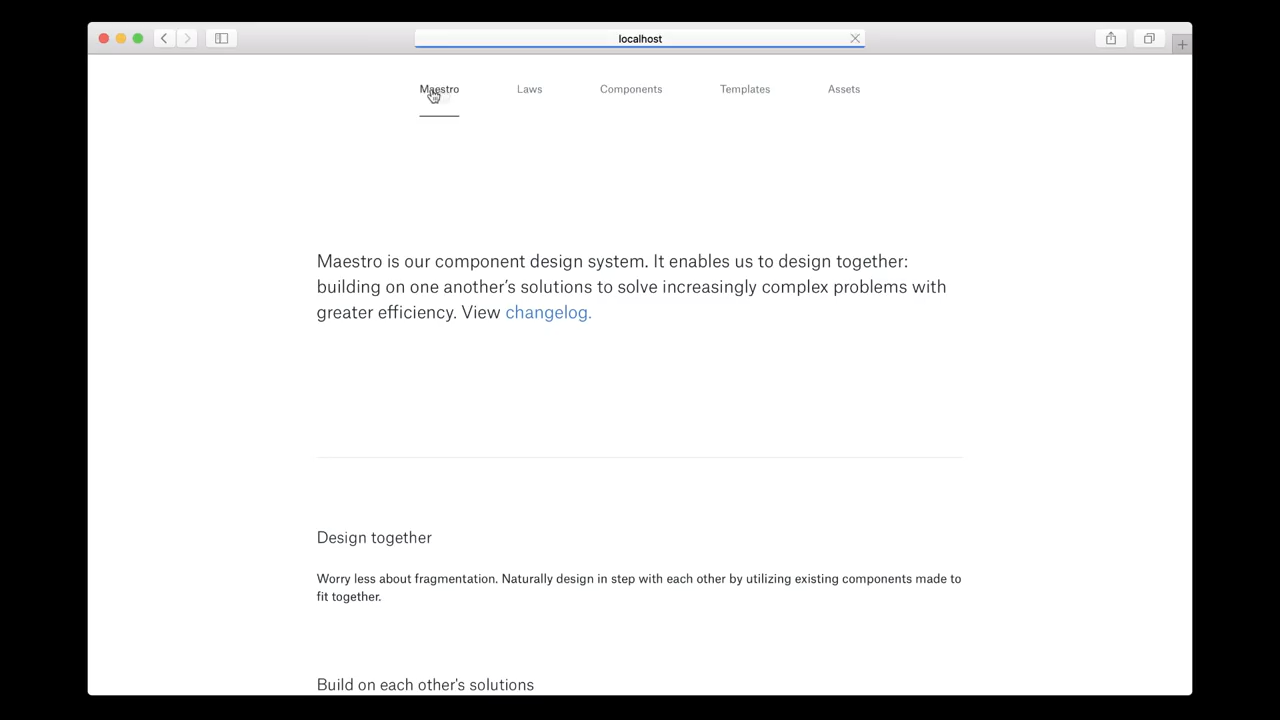 localhost
Maestro
Laws
Components
Templates
Assets
Maestro is our component design system. It enables us to design together:
building on one another’s solutions to solve increasingly complex problems with
greater efficiency. View changelog.
Design together
Worry less about fragmentation. Naturally design in step with each other by utilizing existing components made to
fit together.
Build on each other's solutions